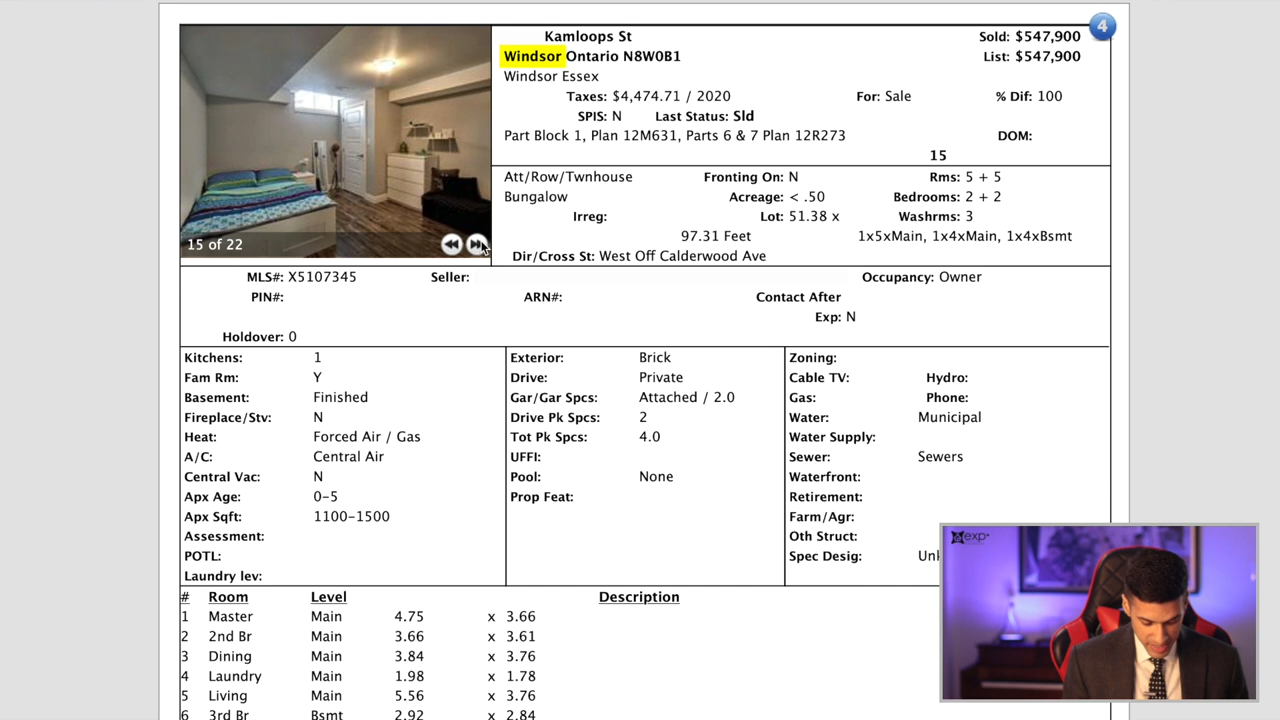 4
Kamloops St Sold: $547,900
Windsor Ontario N8W0B1 List: $547,900
Windsor Essex
Taxes: $4,474.71 / 2020 For: Sale % Dif: 100
SPIS: N Last Status: Sld
Part Block 1, Plan 12M631, Parts 6 & 7 Plan 12R273 DOM:
15
Att/Row/Twnhouse Fronting On: N Rms: 5 + 5
Bungalow Acreage: < .50 Bedrooms: 2 + 2
Irreg: Lot: 51.38 x Washrms: 3
97.31 Feet 1x5xMain, 1x4xMain, 1x4xBsmt
Dir/Cross St: West Off Calderwood Ave
15 of 22
MLS#: X5107345 Seller: Occupancy: Owner
PIN#: ARN#: Contact After
Exp: N
Holdover: 0
Kitchens: 1 Exterior: Brick Zoning:
Fam Rm: Y Drive: Private Cable TV: Hydro:
Basement: Finished Gar/Gar Spcs: Attached / 2.0 Gas: Phone:
Fireplace/Stv: N Drive Pk Spcs: 2 Water: Municipal
Heat: Forced Air / Gas Tot Pk Spcs: 4.0 Water Supply:
A/C: Central Air UFFI: Sewer: Sewers
Central Vac: N Pool: None Waterfront:
Apx Age: 0-5 Prop Feat: Retirement:
Apx Sqft: 1100-1500 Farm/Agr:
Assessment: Oth Struct:
POTL: Spec Desig:
Laundry lev:
# Room Level Description
1 Master Main 4.75 x 3.66
2 2nd Br Main 3.66 x 3.61
3 Dining Main 3.84 x 3.76
4 Laundry Main 1.98 x 1.78
5 Living Main 5.56 x 3.76
6 3rd Br Bsmt 2.92 x 2.84
exp